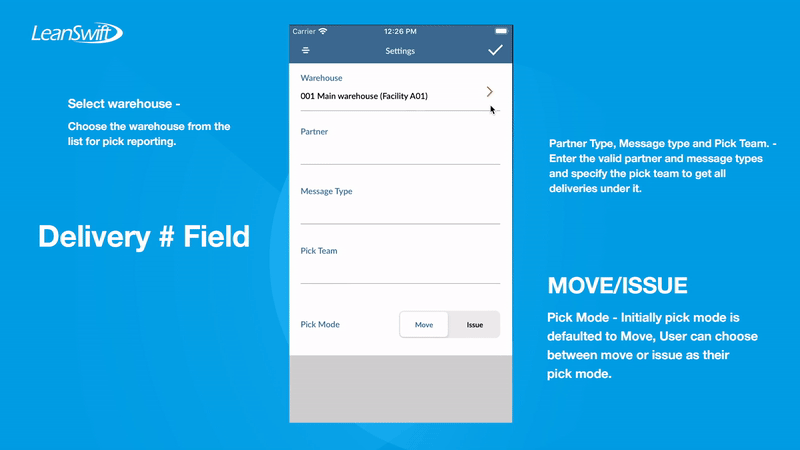 LeanSwift
Select warehouse -
Choose the warehouse from the
list for pick reporting.
Delivery # Field
Carrier
12:26 PM
Settings
Warehouse
001 Main warehouse (Facility A01)
Partner
Message Type
Pick Team
Pick Mode
Move
Issue
Partner Type, Message type and Pick Team. -
Enter the valid partner and message types
and specify the pick team to get all
deliveries under it.
MOVE/ISSUE
Pick Mode - Initially pick mode is
defaulted to Move, User can choose
between move or issue as their
pick mode.